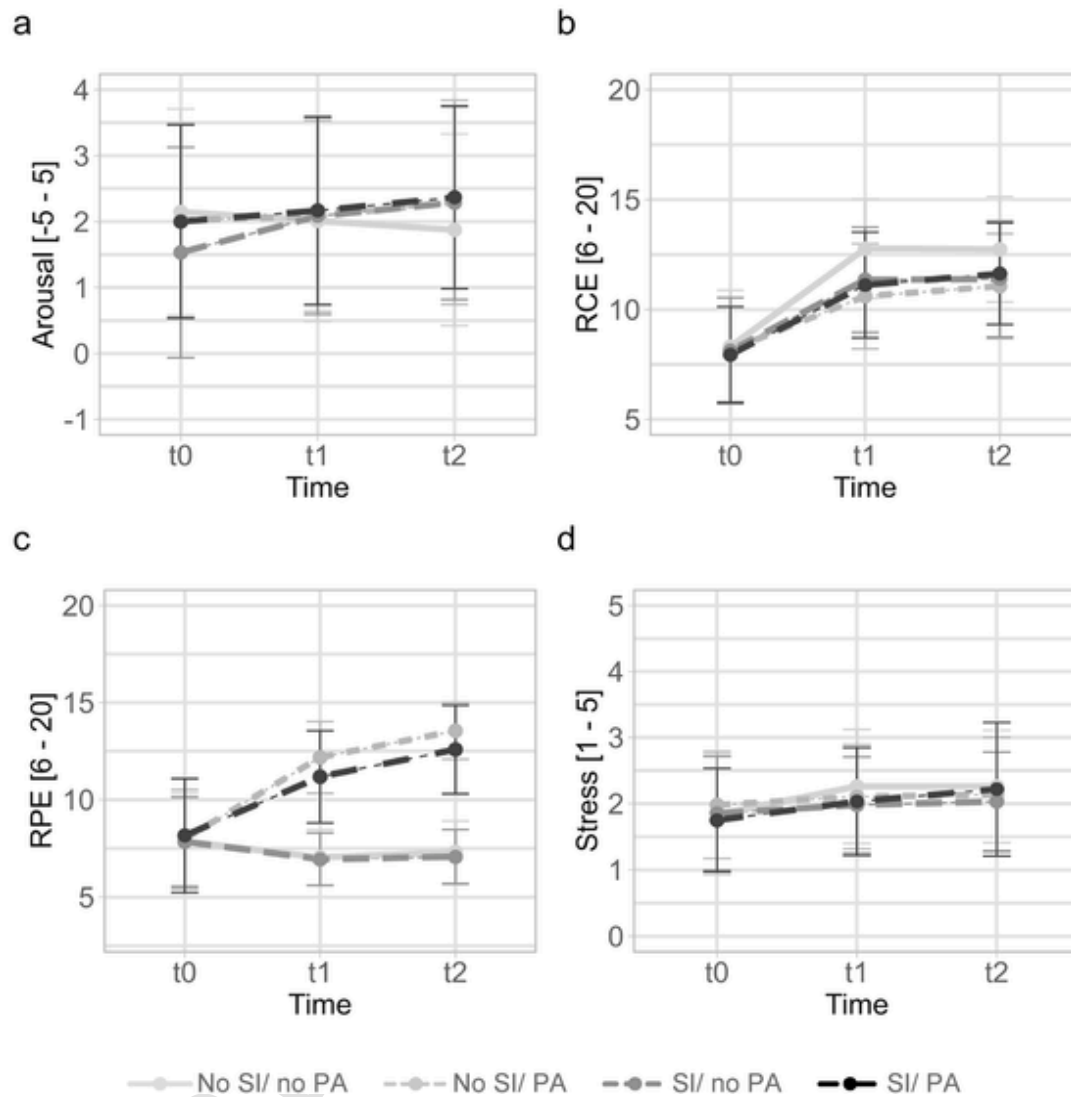 a
4
3
2
1
0
-1
Arousal [-5 - 5]
t0 t1 t2
Time
b
20
15
10
5
RCE [6 - 20]
t0 t1 t2
Time
c
20
15
10
5
RPE [6 - 20]
t0 t1 t2
Time
d
5
4
3
2
1
0
Stress [1 - 5]
t0 t1 t2
Time
No SI/ no PA No SI/ PA SI/ no PA SI/ PA